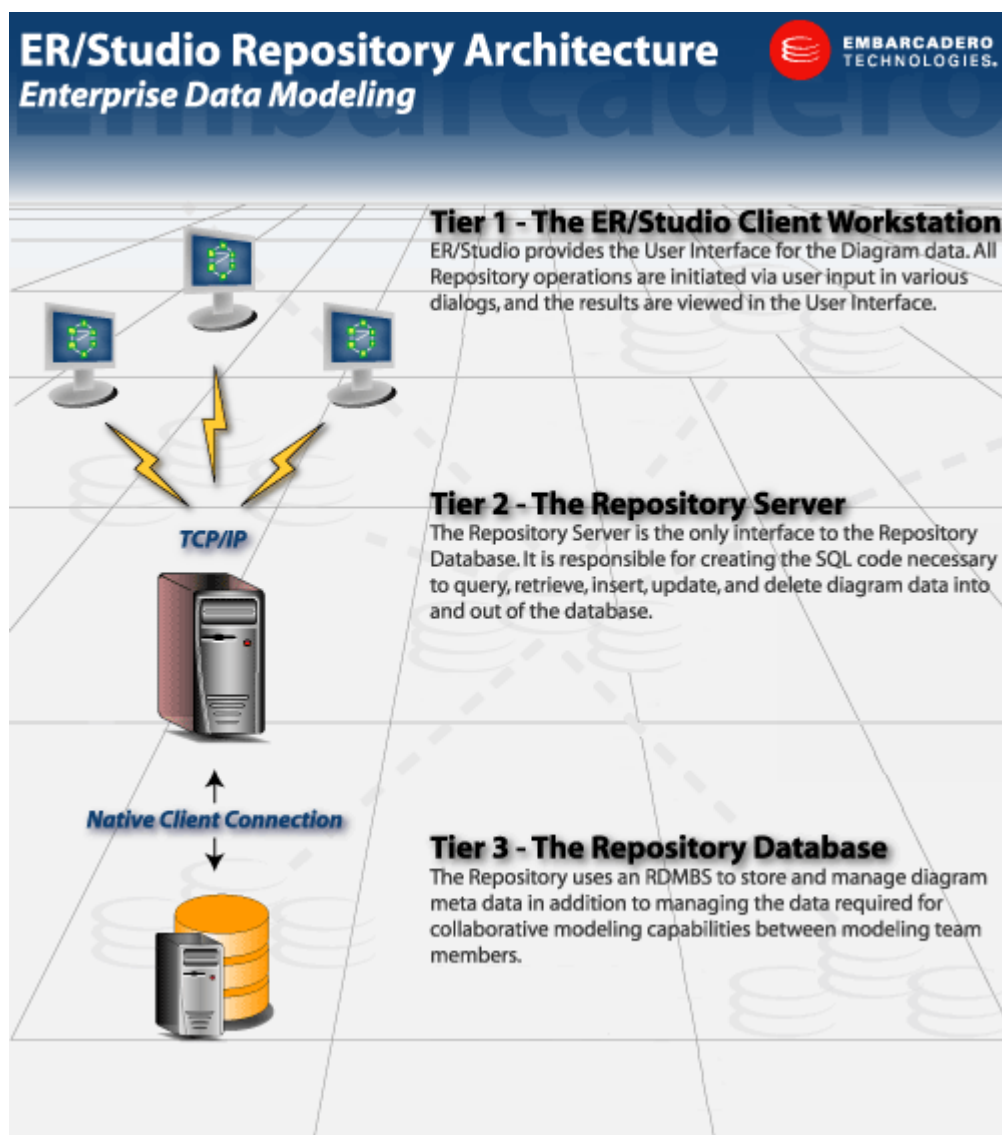 ER/Studio Repository Architecture
Enterprise Data Modeling
EMBARCADERO
TECHNOLOGIES.
Embarcadero
Tier 1 - The ER/Studio Client Workstation
ER/Studio provides the User Interface for the Diagram data. All
Repository operations are initiated via user input in various
dialogs, and the results are viewed in the User Interface.
TCP/IP
Tier 2 - The Repository Server
The Repository Server is the only interface to the Repository
Database. It is responsible for creating the SQL code necessary
to query, retrieve, insert, update, and delete diagram data into
and out of the database.
Native Client Connection
Tier 3 - The Repository Database
The Repository uses an RDMBS to store and manage diagram
meta data in addition to managing the data required for
collaborative modeling capabilities between modeling team
members.